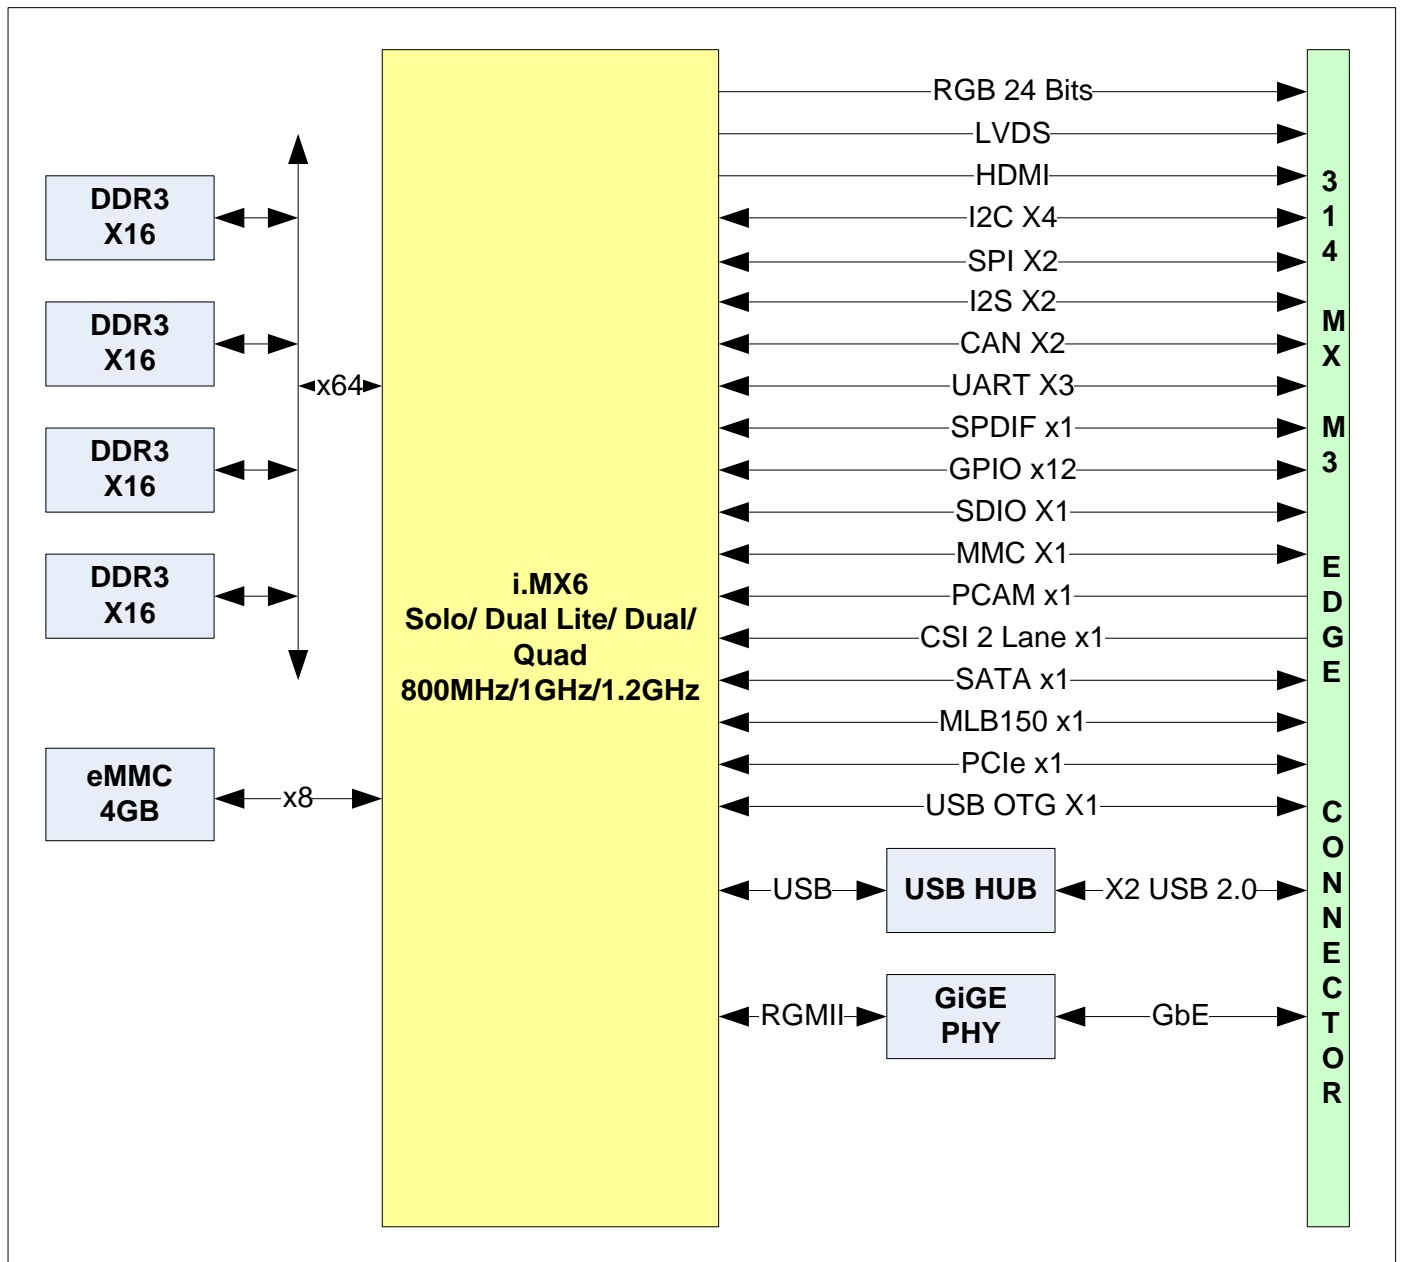 DDR3
X16
DDR3
X16
DDR3
X16
DDR3
X16
x64
eMMC
4GB
x8
i.MX6
Solo/ Dual Lite/ Dual/
Quad
800MHz/1GHz/1.2GHz
RGB 24 Bits
LVDS
HDMI
I2C X4
SPI X2
I2S X2
CAN X2
UART X3
SPDIF x1
GPIO x12
SDIO X1
MMC X1
PCAM x1
CSI 2 Lane x1
SATA x1
MLB150 x1
PCIe x1
USB OTG X1
USB
USB HUB
X2 USB 2.0
RGMII
GiGE
PHY
GbE
314 MX M3 EDGE CONNECTOR